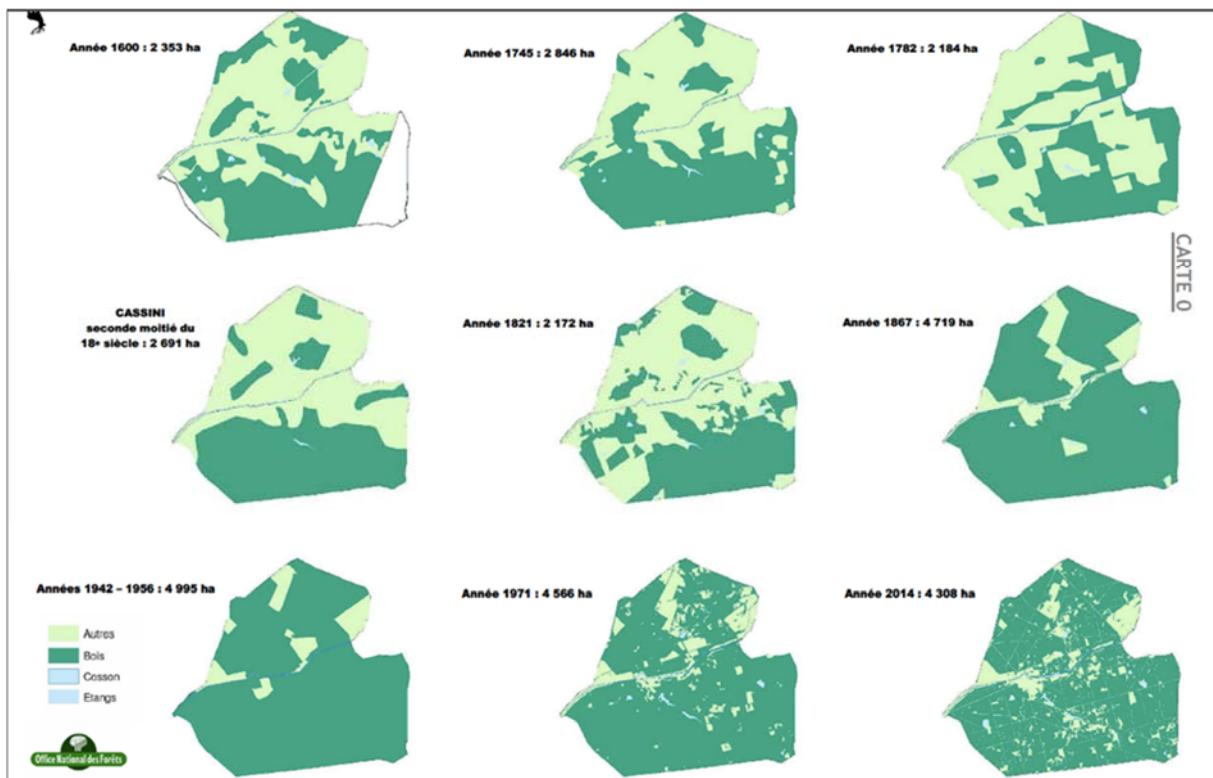 Année 1600 : 2 353 ha
Année 1745 : 2 846 ha
Année 1782 : 2 184 ha
CARTE 0
CASSINI
seconde moitié du
18e siècle : 2 691 ha
Année 1821 : 2 172 ha
Année 1867 : 4 719 ha
Années 1942 – 1956 : 4 995 ha
Année 1971 : 4 566 ha
Année 2014 : 4 308 ha
Autres
Bois
Cosson
Etangs
Office National des Forêts